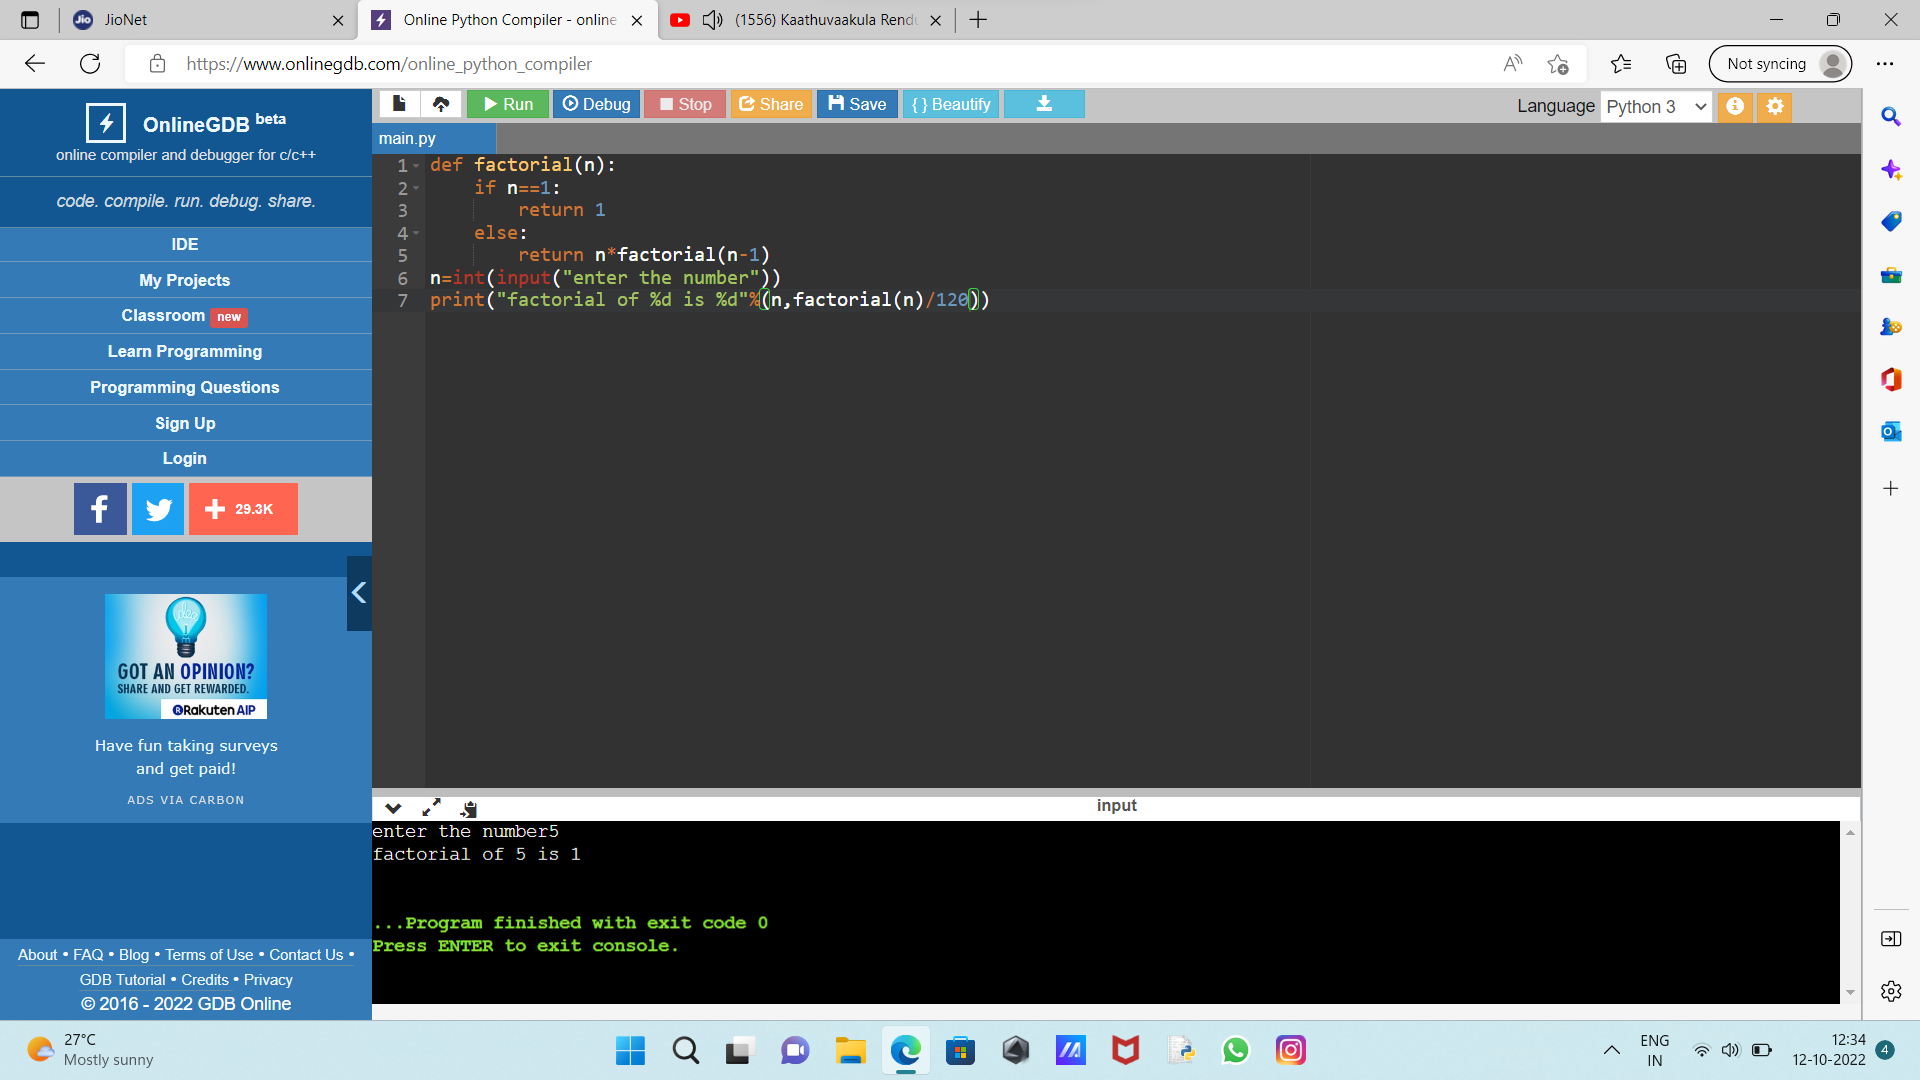 JioNet
Online Python Compiler - online
(1556) Kaathuvaakula Rendu
https://www.onlinegdb.com/online_python_compiler
Not syncing
OnlineGDB beta
online compiler and debugger for c/c++
code. compile. run. debug. share.
IDE
My Projects
Classroom new
Learn Programming
Programming Questions
Sign Up
Login
29.3K
GOT AN OPINION?
SHARE AND GET REWARDED.
Rakuten AIP
Have fun taking surveys
and get paid!
ADS VIA CARBON
About • FAQ • Blog • Terms of Use • Contact Us •
GDB Tutorial • Credits • Privacy
© 2016 - 2022 GDB Online
Run Debug Stop Share Save { } Beautify
Language Python 3
main.py
1 def factorial(n):
2     if n==1:
3         return 1
4     else:
5         return n*factorial(n-1)
6 n=int(input("enter the number"))
7 print("factorial of %d is %d"%(n,factorial(n)/120))
input
enter the number5
factorial of 5 is 1
...Program finished with exit code 0
Press ENTER to exit console.
27°C
Mostly sunny
ENG
IN
12:34
12-10-2022
4